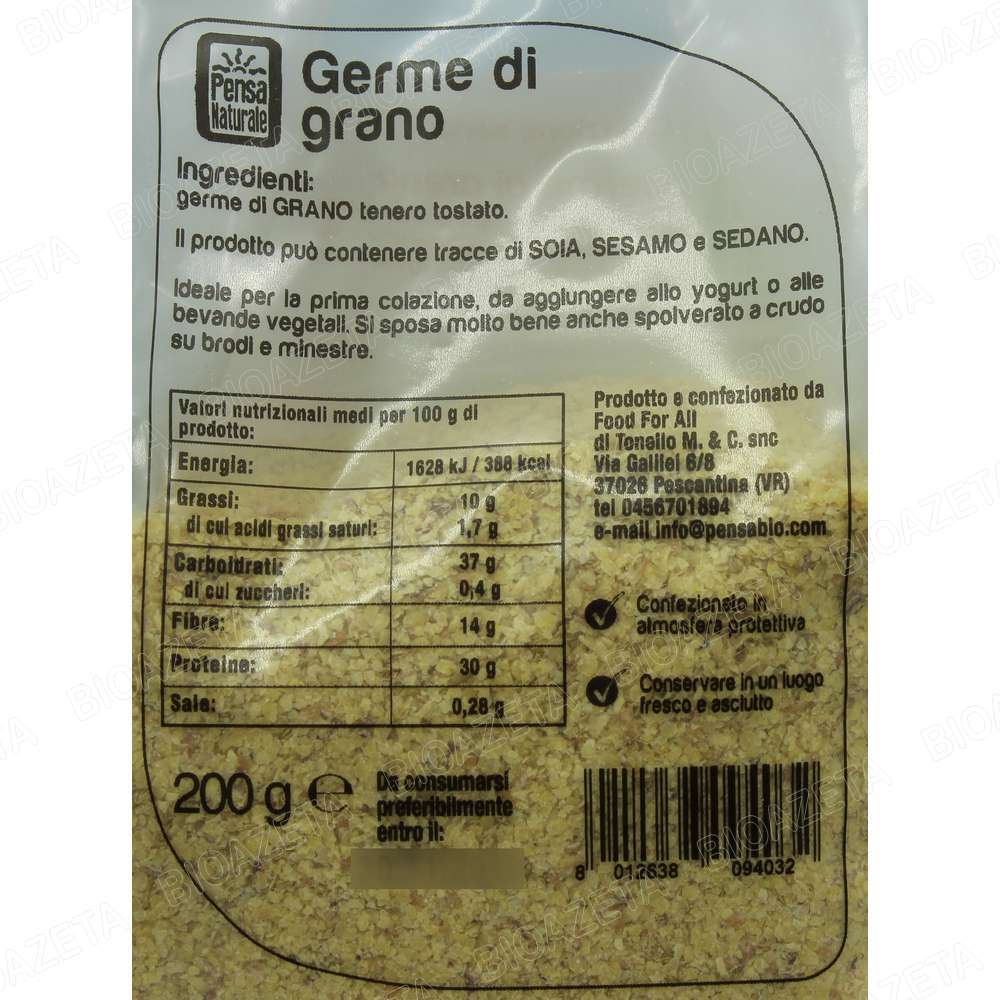 Pensa
Naturale
Germe di
grano
Ingredienti:
germe di GRANO tenero tostato.
Il prodotto può contenere tracce di SOIA, SESAMO e SEDANO.
Ideale per la prima colazione, da aggiungere allo yogurt o alle
bevande vegetali. Si sposa molto bene anche spolverato a crudo
su brodi e minestre.
Valori nutrizionali medi per 100 g di
prodotto:
Energia: 1628 kJ / 388 kcal
Grassi: 10 g
di cui acidi grassi saturi: 1,7 g
Carboidrati: 37 g
di cui zuccheri: 0,4 g
Fibre: 14 g
Proteine: 30 g
Sale: 0,28 g
Prodotto e confezionato da
Food For All
di Tonello M. & C. snc
Via Galilei 6/8
37026 Pescantina (VR)
tel 0456701894
e-mail info@pensabio.com
Confezionato in
atmosfera protettiva
Conservare in un luogo
fresco e asciutto
200 g e
Da consumarsi
preferibilmente
entro il:
8 012638 094032
BIOAZETA